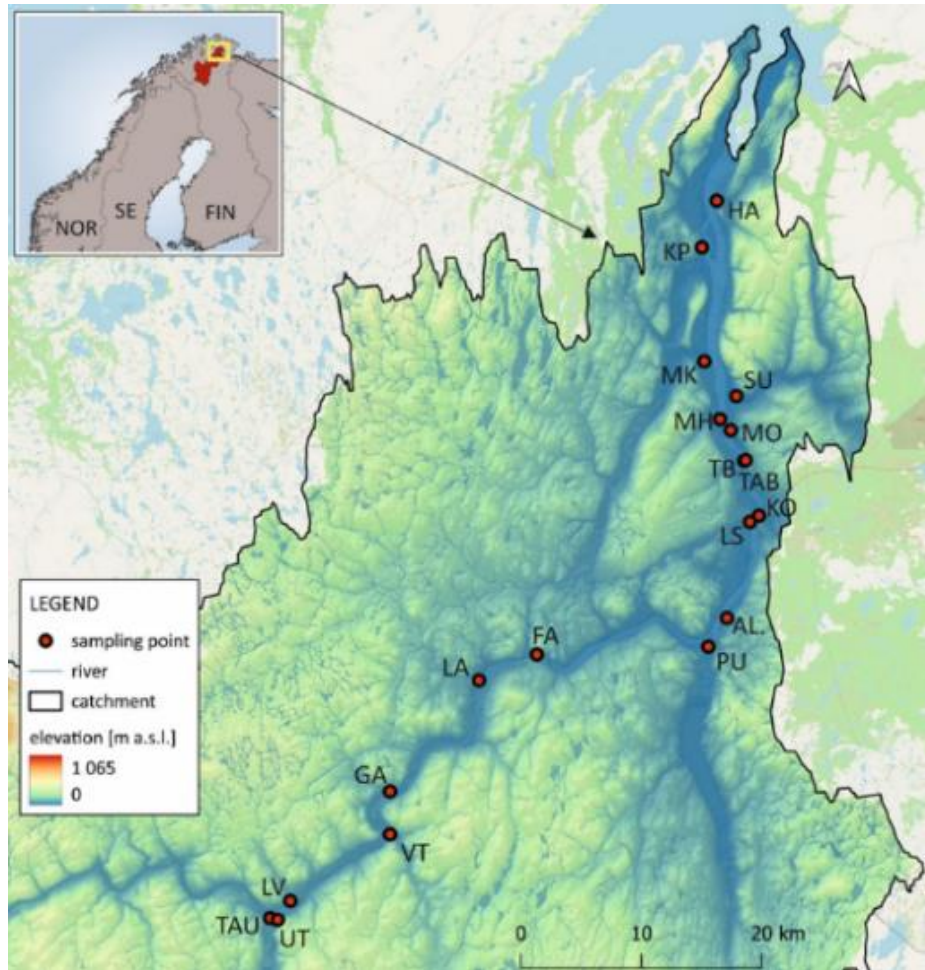 NOR
SE
FIN
HA
KP
MK
SU
MH
MO
TB
TAB
KO
LS
AL.
PU
FA
LA
GA
VT
LV
TAU
UT
LEGEND
sampling point
river
catchment
elevation [m a.s.l.]
1 065
0
0 10 20 km